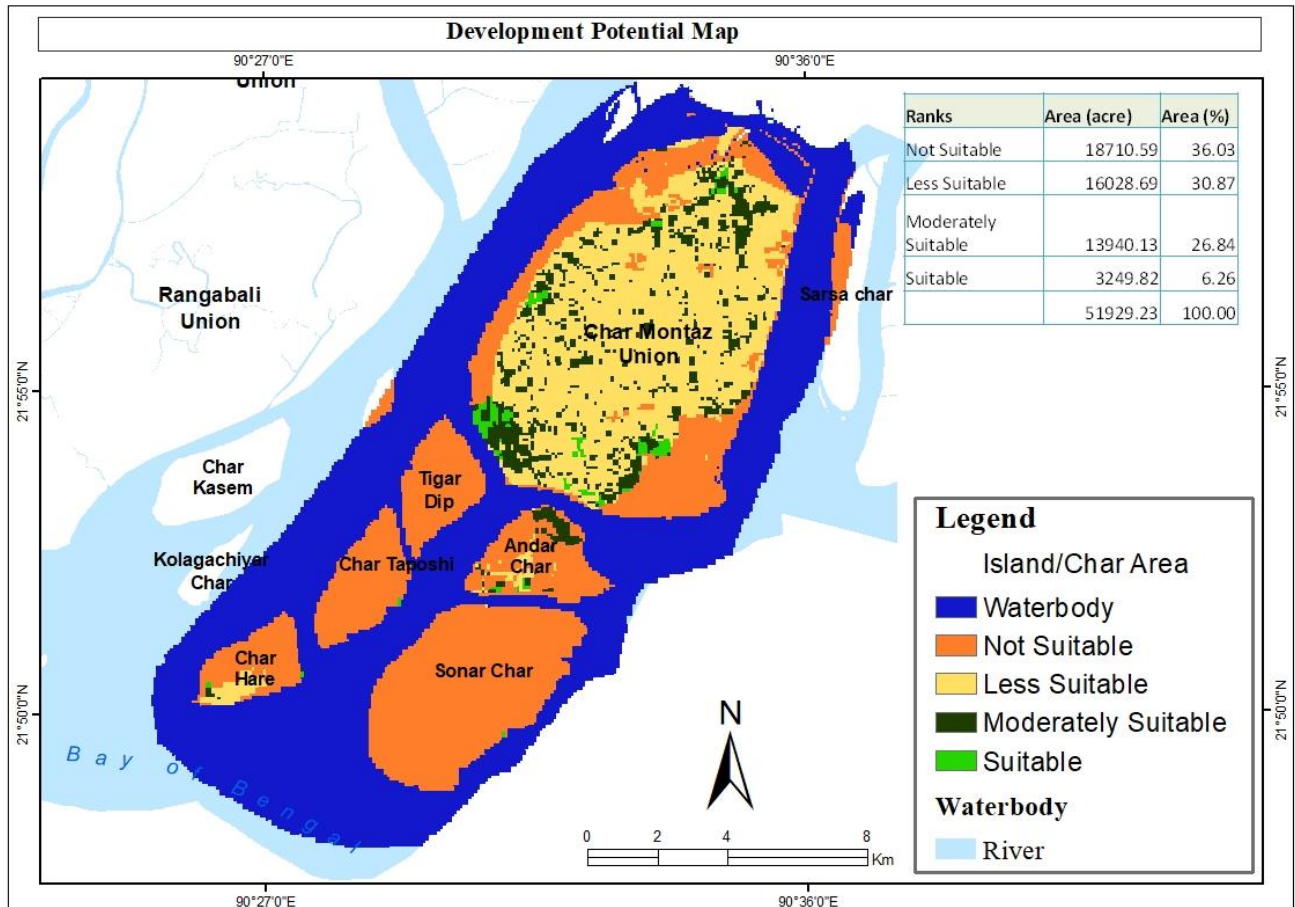 Development Potential Map
90°27'0"E
90°36'0"E
Union
Ranks Area (acre) Area (%)
Not Suitable 18710.59 36.03
Less Suitable 16028.69 30.87
Moderately
Suitable 13940.13 26.84
Suitable 3249.82 6.26
51929.23 100.00
Rangabali
Union
Sarsa char
Char Montaz
Union
21°55'0"N
21°55'0"N
Char
Kasem
Tigar
Dip
Kolagachiyar
Char
Char Taposhi
Andar
Char
Char
Hare
Sonar Char
21°50'0"N
21°50'0"N
Bay of Bengal
N
0 2 4 8
Km
Legend
Island/Char Area
Waterbody
Not Suitable
Less Suitable
Moderately Suitable
Suitable
Waterbody
River
90°27'0"E
90°36'0"E